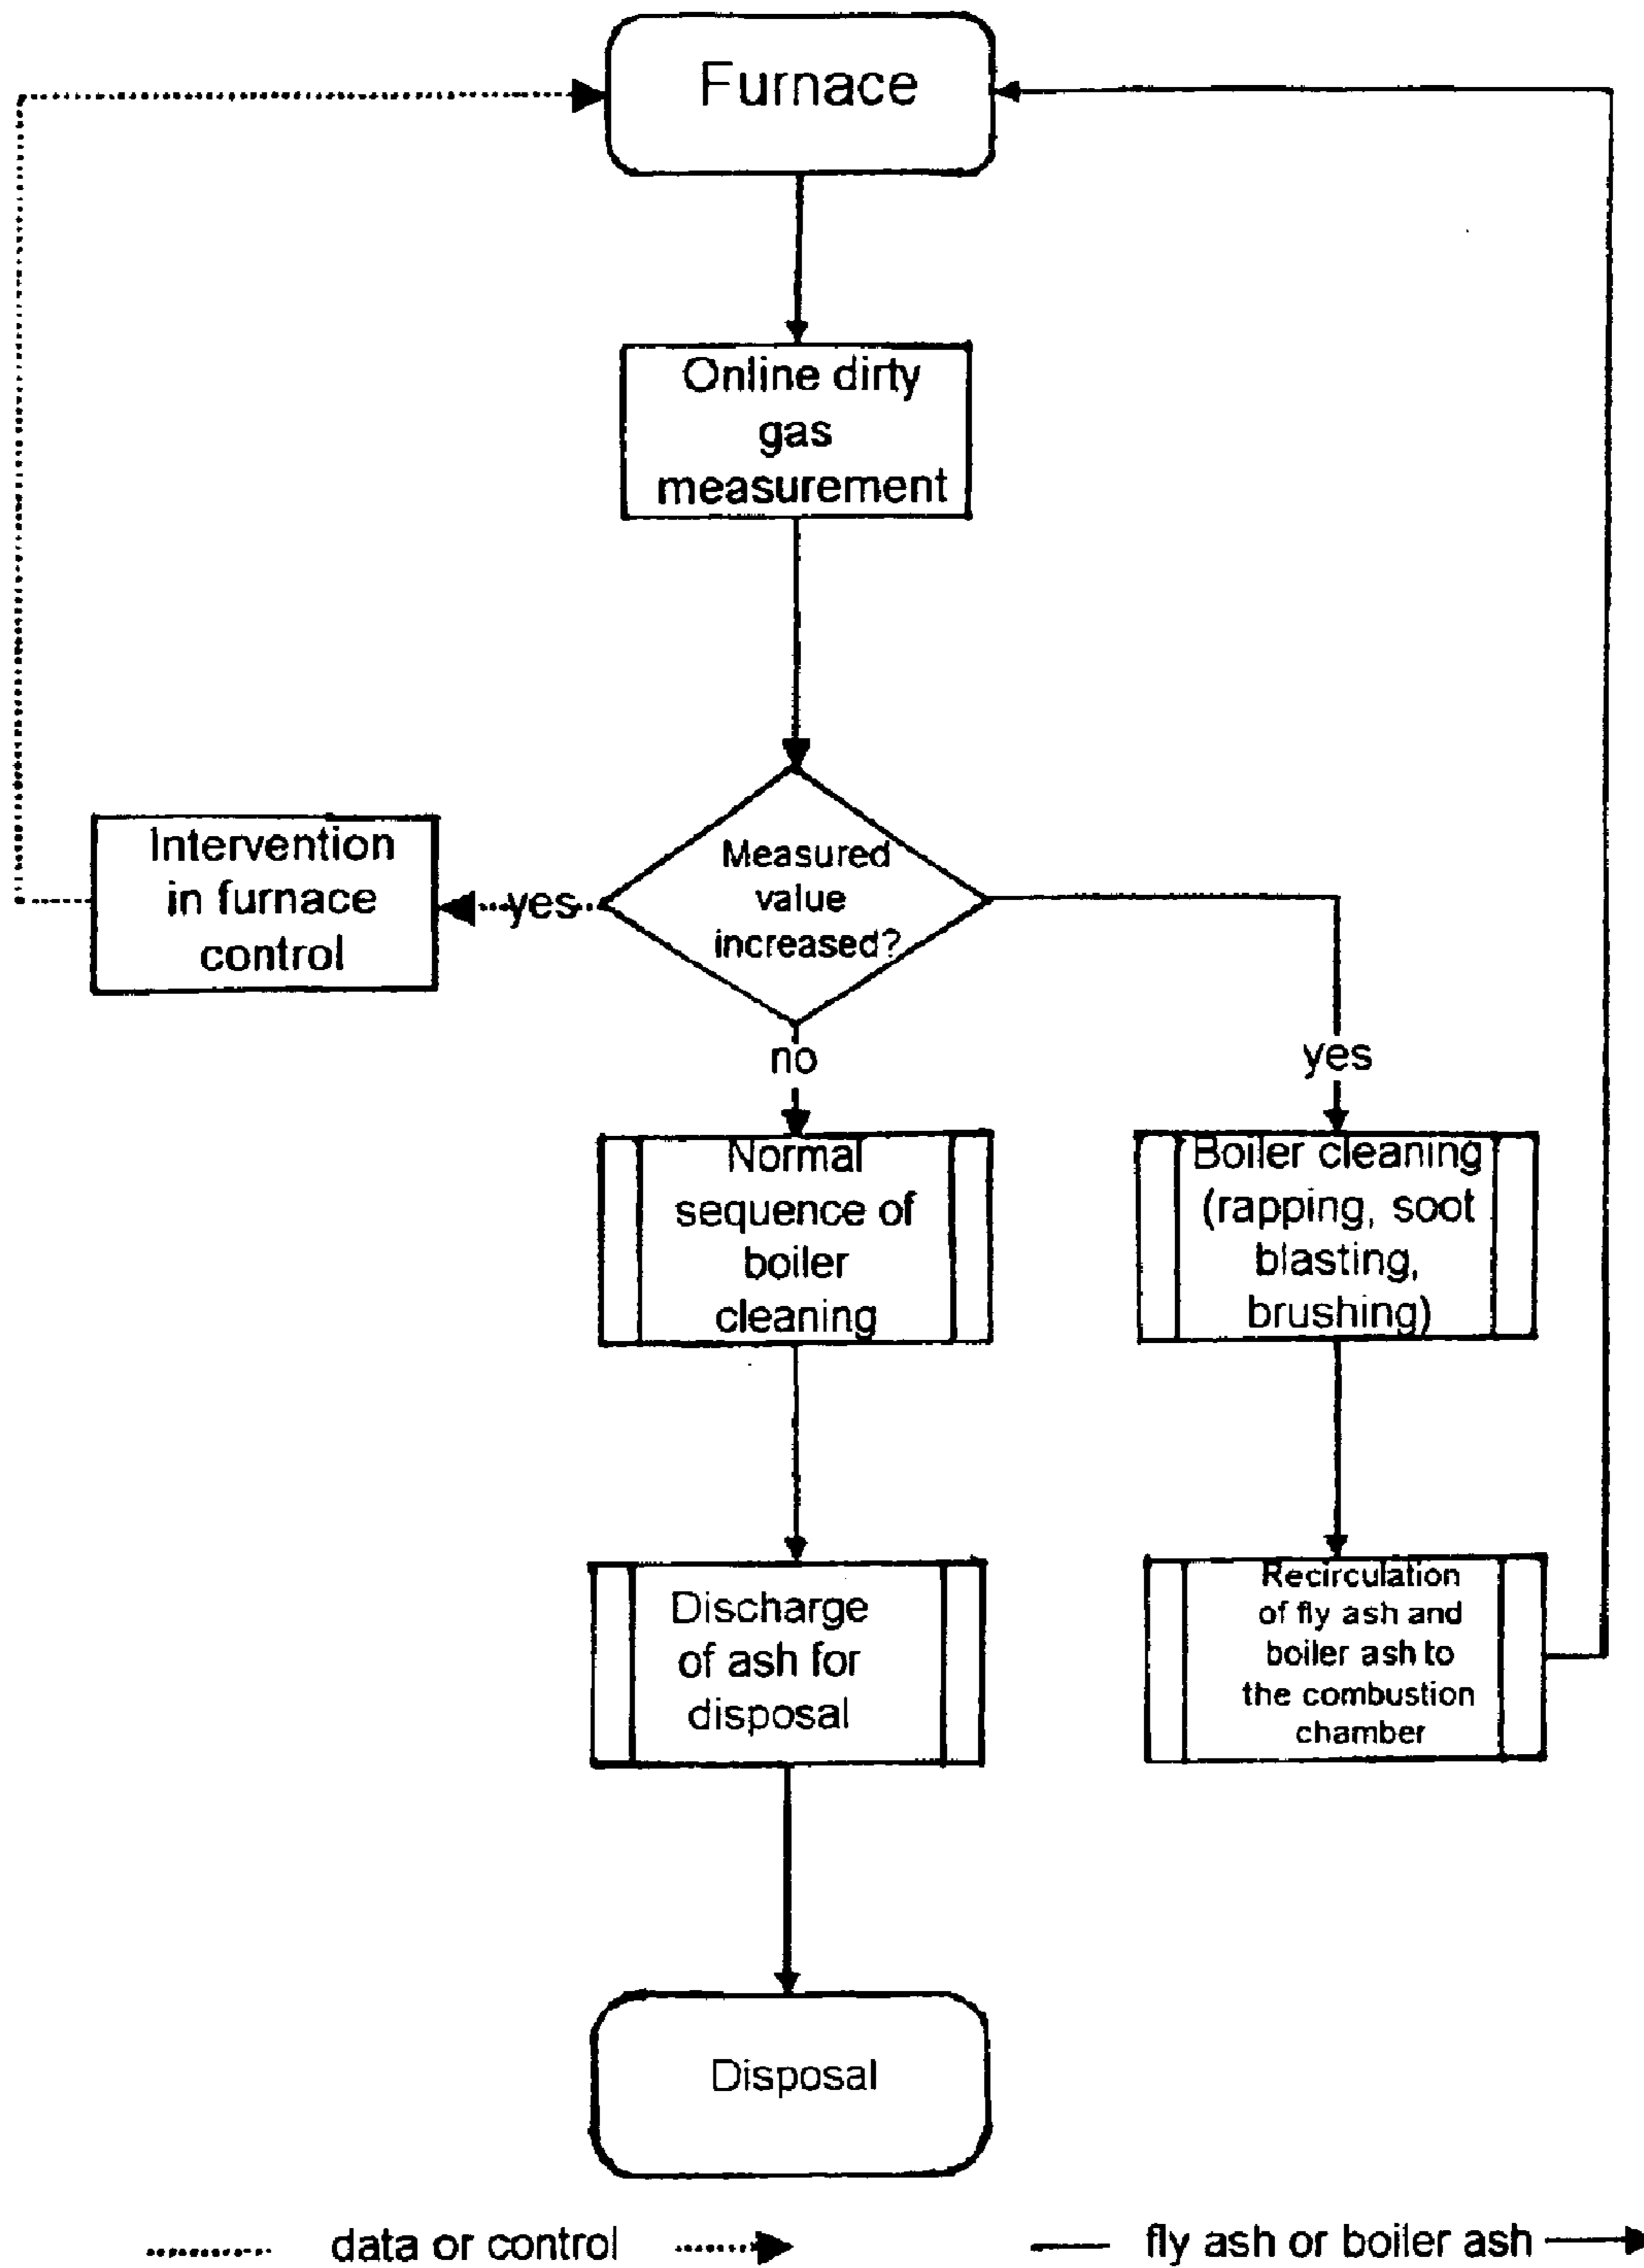 Furnace
Online dirty
gas
measurement
Measured
value
increased?
Intervention
in furnace
control
yes
no
yes
Normal
sequence of
boiler
cleaning
Boiler cleaning
(rapping, soot
blasting,
brushing)
Discharge
of ash for
disposal
Recirculation
of fly ash and
boiler ash to
the combustion
chamber
Disposal
data or control
fly ash or boiler ash